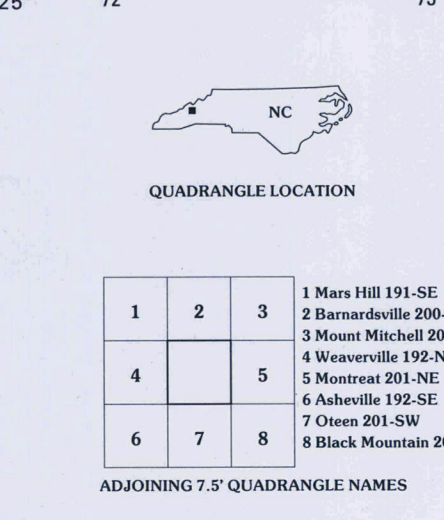 25 72 73
NC
QUADRANGLE LOCATION
1 2 3
4 5
6 7 8
1 Mars Hill 191-SE
2 Barnardsville 200-
3 Mount Mitchell 20
4 Weaverville 192-N
5 Montreat 201-NE
6 Asheville 192-SE
7 Oteen 201-SW
8 Black Mountain 20
ADJOINING 7.5' QUADRANGLE NAMES